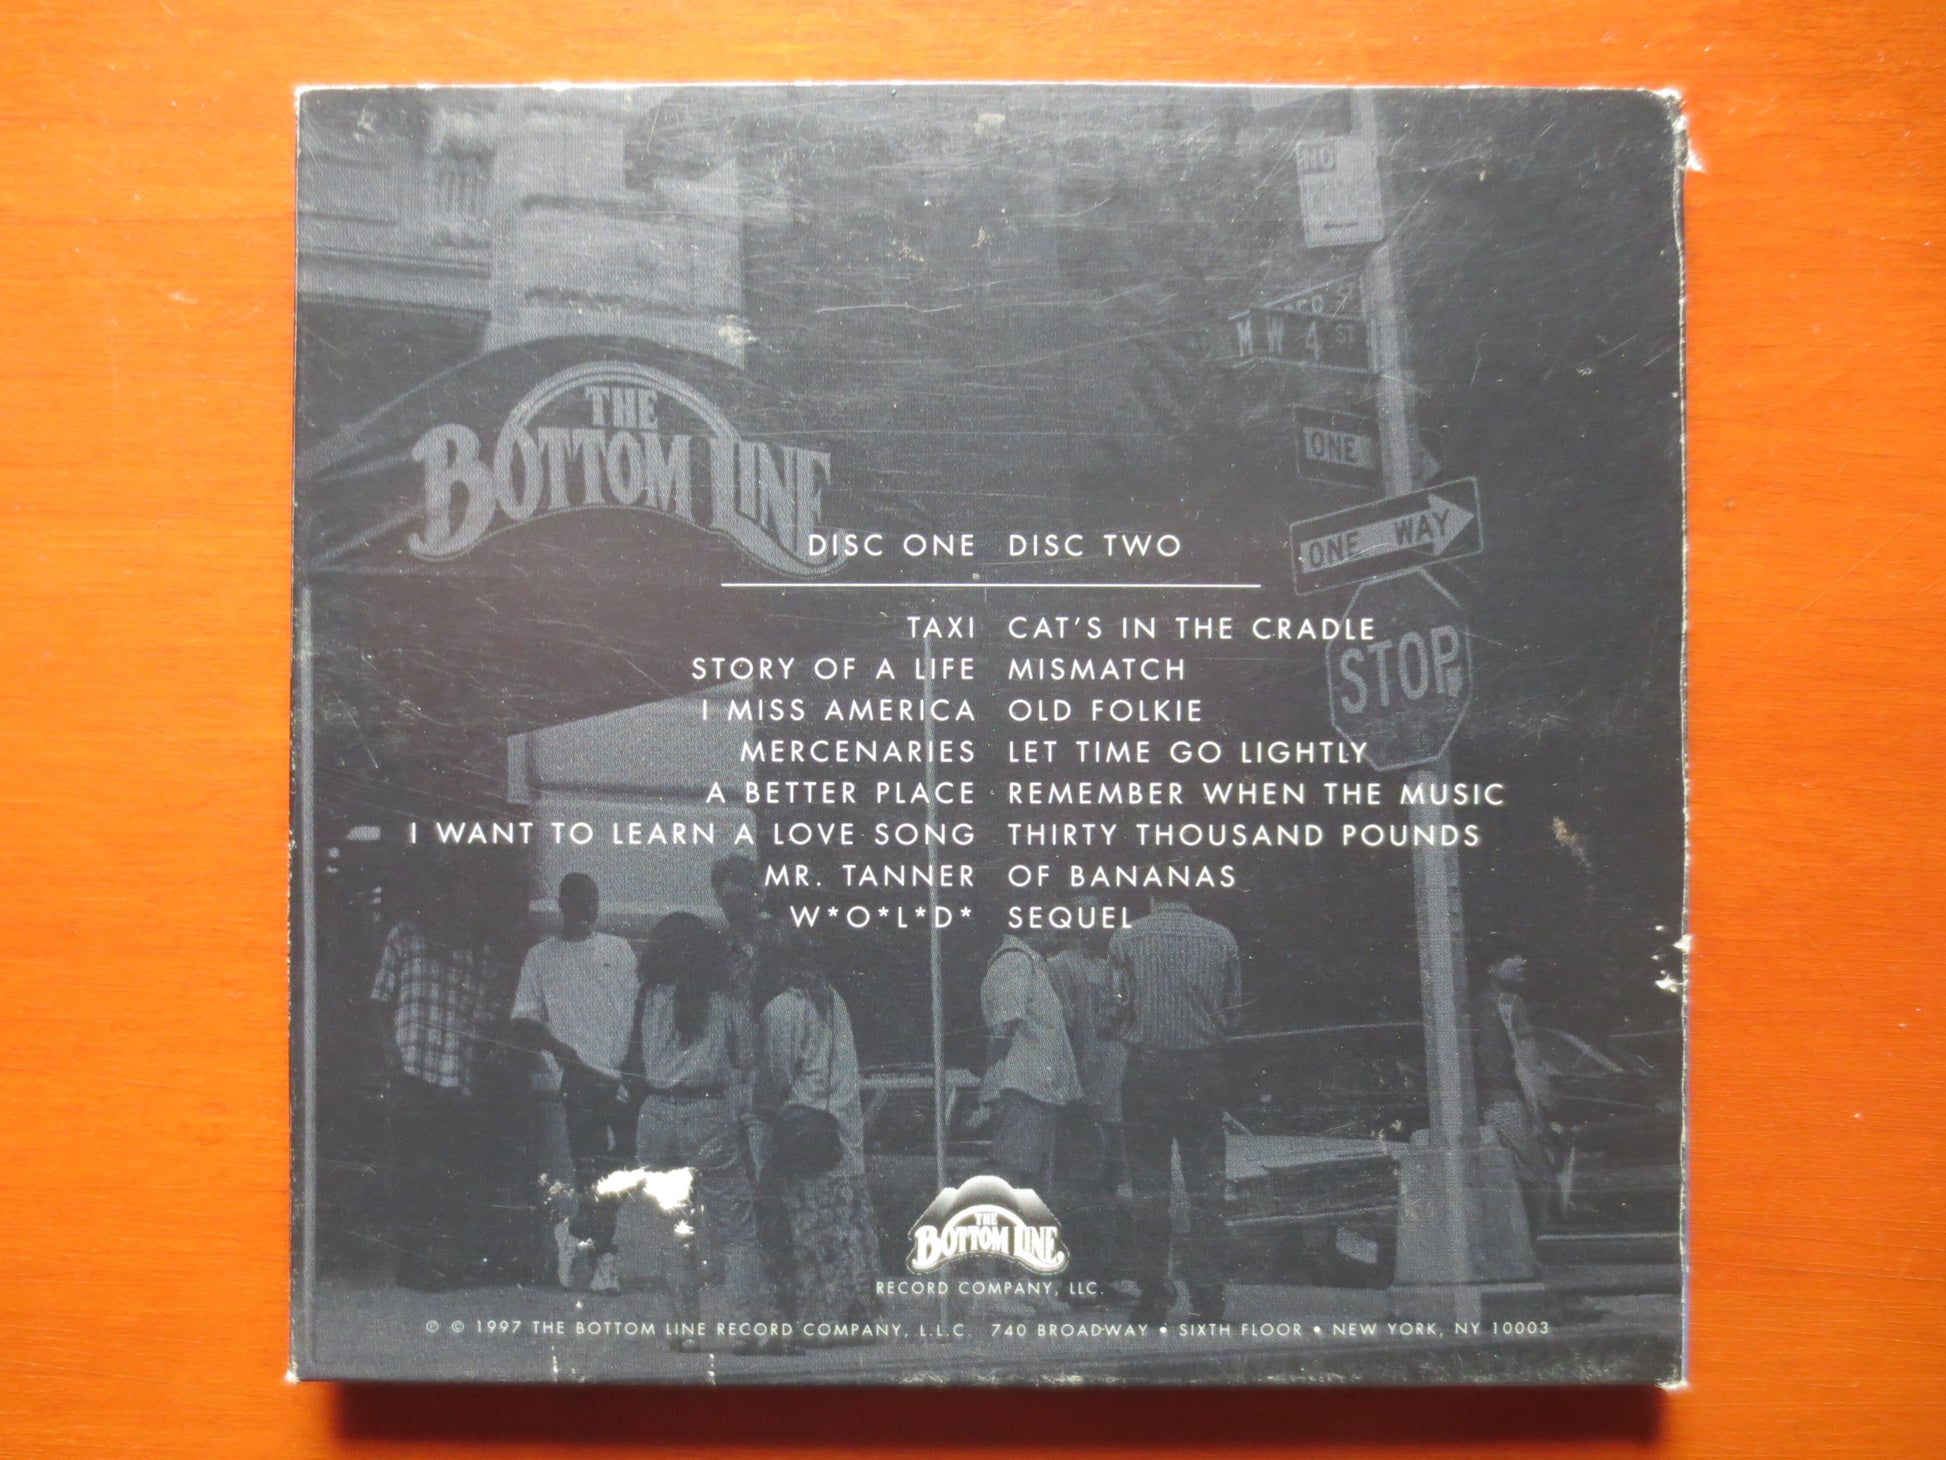 NO
W 4 ST
ONE
ONE WAY
STOP
THE
BOTTOM LINE
DISC ONE
TAXI
STORY OF A LIFE
I MISS AMERICA
MERCENARIES
A BETTER PLACE
I WANT TO LEARN A LOVE SONG
MR. TANNER
W*O*L*D*
DISC TWO
CAT'S IN THE CRADLE
MISMATCH
OLD FOLKIE
LET TIME GO LIGHTLY
REMEMBER WHEN THE MUSIC
THIRTY THOUSAND POUNDS
OF BANANAS
SEQUEL
THE
BOTTOM LINE
RECORD COMPANY, LLC.
℗ © 1997 THE BOTTOM LINE RECORD COMPANY, L.L.C. 740 BROADWAY • SIXTH FLOOR • NEW YORK, NY 10003